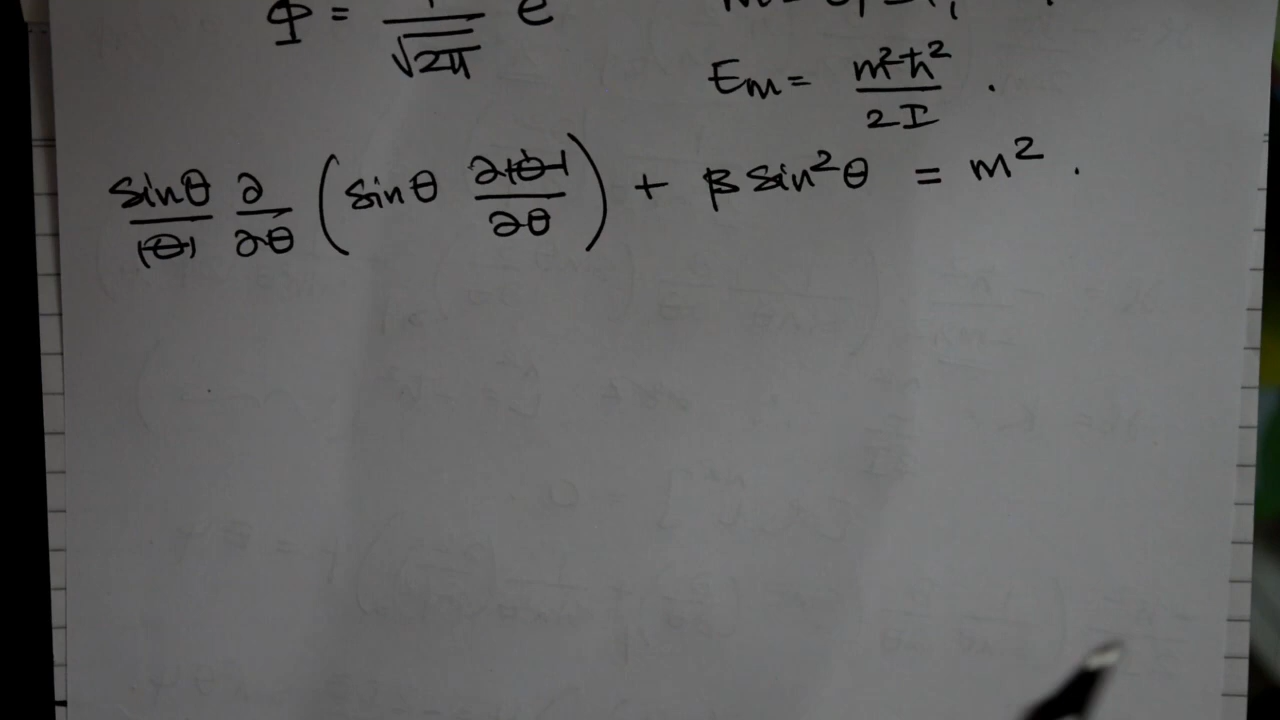 Φ = 1/√2π e
E_m = m²ħ²/2I .
sinθ/Θ ∂/∂θ ( sinθ ∂Θ/∂θ ) + β sin²θ = m² .